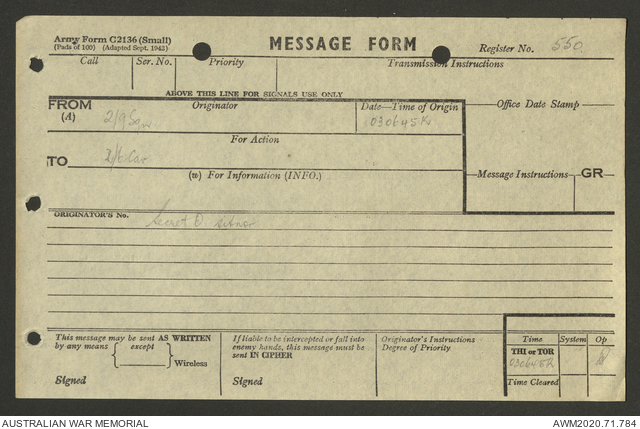 Army Form C2136 (Small)
(Pads of 100) (Adapted Sept. 1943)
MESSAGE FORM
Register No. 550
Call
Ser. No.
Priority
Transmission Instructions
ABOVE THIS LINE FOR SIGNALS USE ONLY
FROM
(A)
Originator
2/9
Date—Time of Origin
030645K
Office Date Stamp
For Action
TO
(W) For Information (INFO.)
Message Instructions
GR
ORIGINATOR'S No.
Secret
This message may be sent AS WRITTEN
by any means
except
Wireless
Signed
If liable to be intercepted or fall into
enemy hands, this message must be
sent IN CIPHER
Signed
Originator's Instructions
Degree of Priority.
Time
System
Op
THI or TOR
030645K
Time Cleared
AUSTRALIAN WAR MEMORIAL
AWM2020.71.784